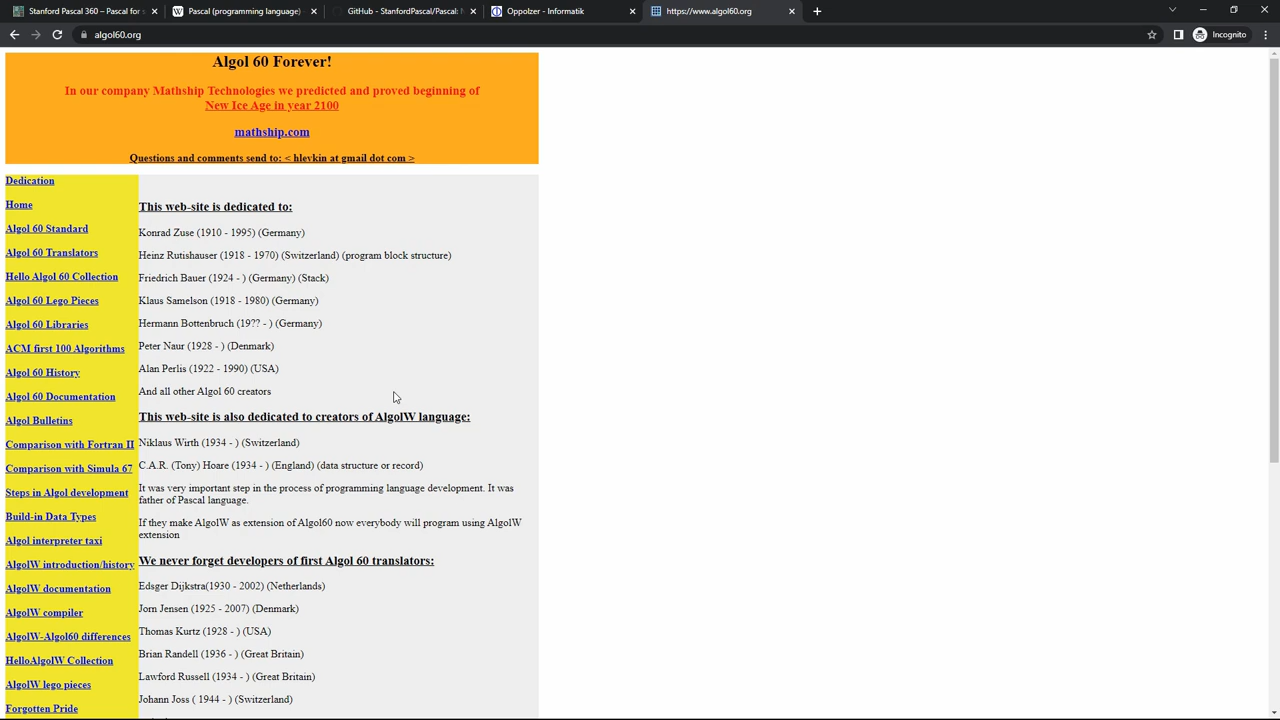 Stanford MAX - PASCAL 360 for s
Pascal (programming language)
GitHub - StanfordPascal/Pascal: N
Oppolzer - Informatik
https://www.algol60.org
algol60.org
Incognito
Algol 60 Forever!
In our company Mathship Technologies we predicted and proved beginning of
New Ice Age in year 2100
mathship.com
Questions and comments send to: < hlevkin at gmail dot com >
Dedication
Home
Algol 60 Standard
Algol 60 Translators
Hello Algol 60 Collection
Algol 60 Lego Pieces
Algol 60 Libraries
ACM first 100 Algorithms
Algol 60 History
Algol 60 Documentation
Algol Bulletins
Comparison with Fortran II
Comparison with Simula 67
Steps in Algol development
Build-in Data Types
Algol interpreter taxi
AlgolW introduction/history
AlgolW documentation
AlgolW compiler
AlgolW-Algol60 differences
HelloAlgolW Collection
AlgolW lego pieces
Forgotten Pride
This web-site is dedicated to:
Konrad Zuse (1910 - 1995) (Germany)
Heinz Rutishauser (1918 - 1970) (Switzerland) (program block structure)
Friedrich Bauer (1924 - ) (Germany) (Stack)
Klaus Samelson (1918 - 1980) (Germany)
Hermann Bottenbruch (19?? - ) (Germany)
Peter Naur (1928 - ) (Denmark)
Alan Perlis (1922 - 1990) (USA)
And all other Algol 60 creators
This web-site is also dedicated to creators of AlgolW language:
Niklaus Wirth (1934 - ) (Switzerland)
C.A.R. (Tony) Hoare (1934 - ) (England) (data structure or record)
It was very important step in the process of programming language development. It was
father of Pascal language.
If they make AlgolW as extension of Algol60 now everybody will program using AlgolW
extension
We never forget developers of first Algol 60 translators:
Edsger Dijkstra(1930 - 2002) (Netherlands)
Jorn Jensen (1925 - 2007) (Denmark)
Thomas Kurtz (1928 - ) (USA)
Brian Randell (1936 - ) (Great Britain)
Lawford Russell (1934 - ) (Great Britain)
Johann Joss ( 1944 - ) (Switzerland)